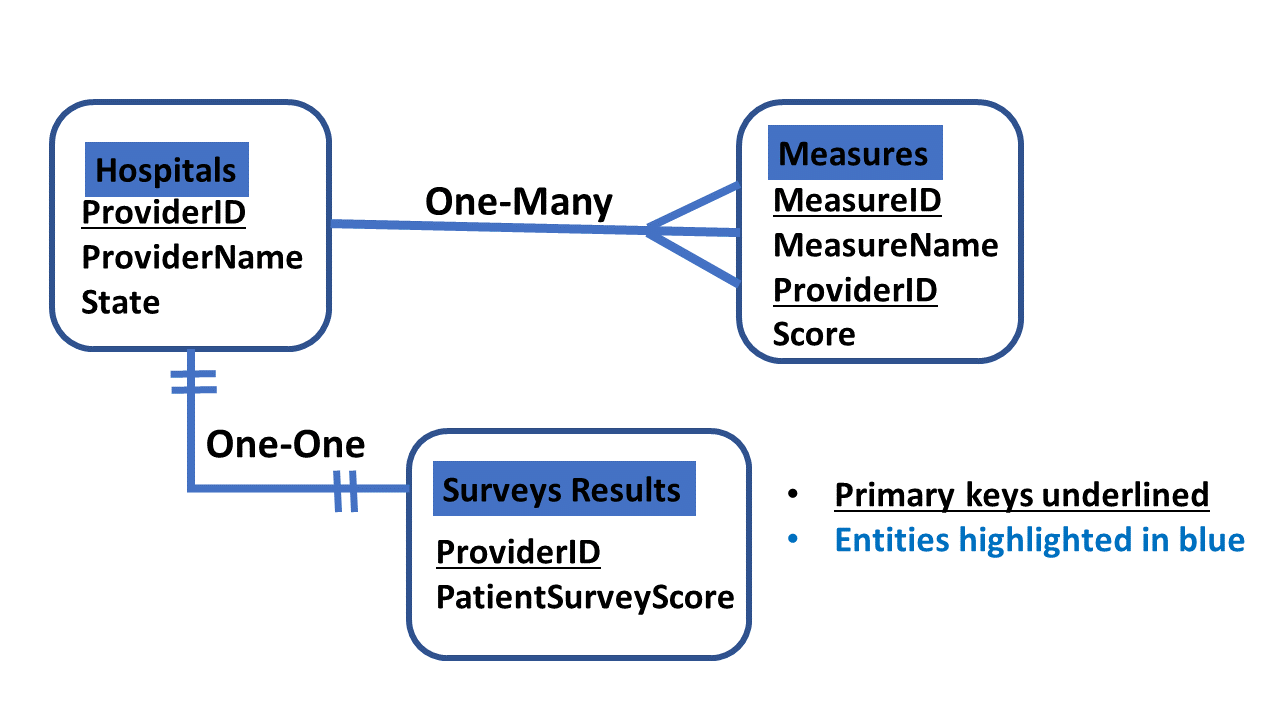 Hospitals
ProviderID
ProviderName
State
One-Many
Measures
MeasureID
MeasureName
ProviderID
Score
One-One
Surveys Results
ProviderID
PatientSurveyScore
• Primary keys underlined
• Entities highlighted in blue